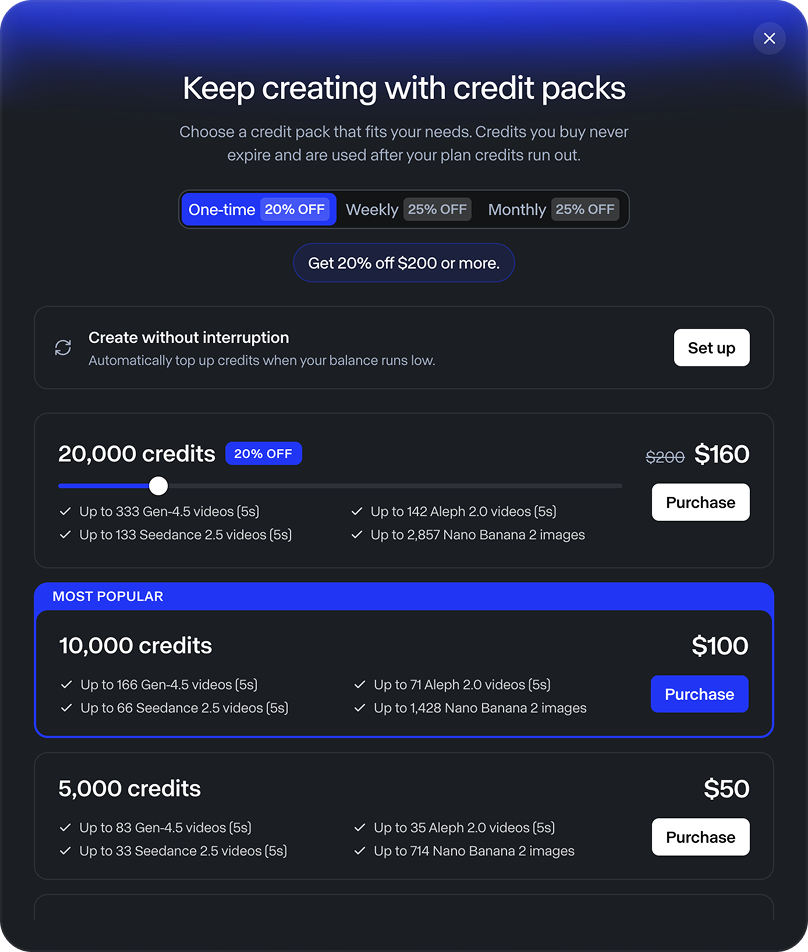 Keep creating with credit packs
Choose a credit pack that fits your needs. Credits you buy never
expire and are used after your plan credits run out.
One-time 20% OFF Weekly 25% OFF Monthly 25% OFF
Get 20% off $200 or more.
Create without interruption
Automatically top up credits when your balance runs low.
Set up
20,000 credits 20% OFF
$200 $160
Up to 333 Gen-4.5 videos (5s)
Up to 142 Aleph 2.0 videos (5s)
Up to 133 Seedance 2.5 videos (5s)
Up to 2,857 Nano Banana 2 images
Purchase
MOST POPULAR
10,000 credits
$100
Up to 166 Gen-4.5 videos (5s)
Up to 71 Aleph 2.0 videos (5s)
Up to 66 Seedance 2.5 videos (5s)
Up to 1,428 Nano Banana 2 images
Purchase
5,000 credits
$50
Up to 83 Gen-4.5 videos (5s)
Up to 35 Aleph 2.0 videos (5s)
Up to 33 Seedance 2.5 videos (5s)
Up to 714 Nano Banana 2 images
Purchase